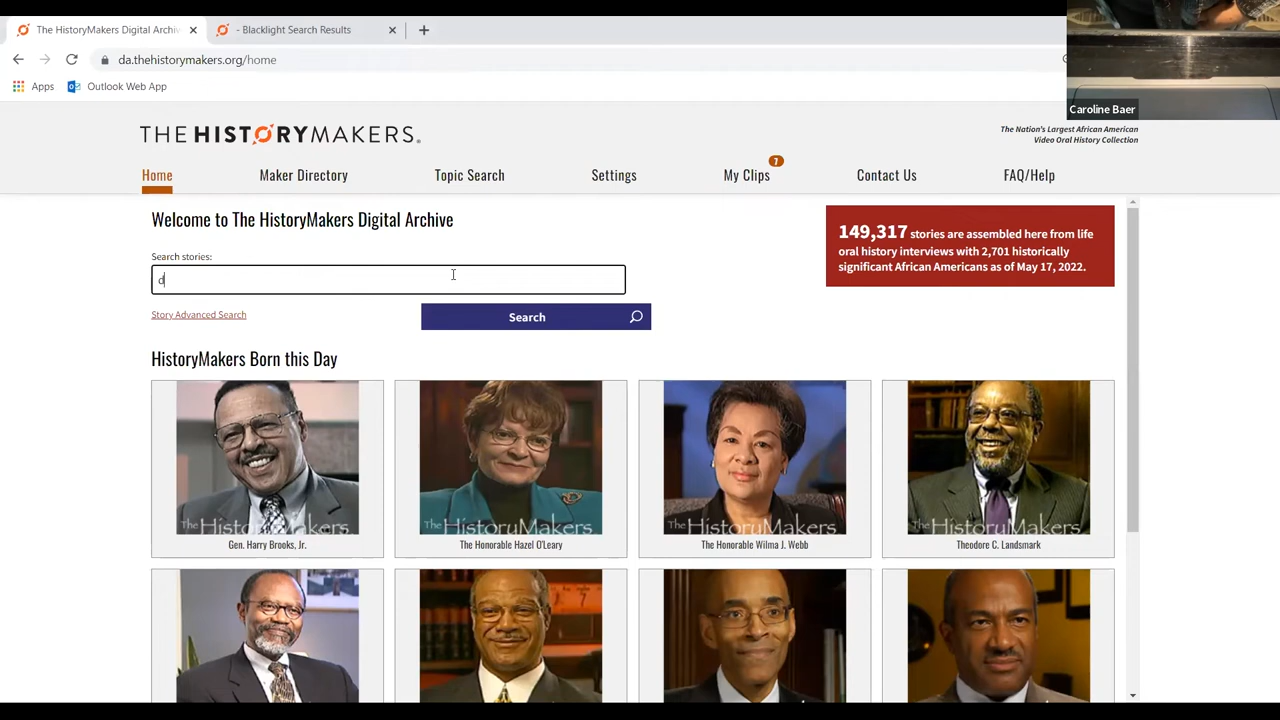 The HistoryMakers Digital Archiv
- Blacklight Search Results
da.thehistorymakers.org/home
Apps
Outlook Web App
Caroline Baer
THE HISTORYMAKERS.
The Nation's Largest African American
Video Oral History Collection
Home
Maker Directory
Topic Search
Settings
My Clips
7
Contact Us
FAQ/Help
Welcome to The HistoryMakers Digital Archive
Search stories:
d
Story Advanced Search
Search
149,317 stories are assembled here from life
oral history interviews with 2,701 historically
significant African Americans as of May 17, 2022.
HistoryMakers Born this Day
The HistoryMakers
The HistoryMakers
The HistoryMakers
The HistoryMakers
Gen. Harry Brooks, Jr.
The Honorable Hazel O'Leary
The Honorable Wilma J. Webb
Theodore C. Landsmark